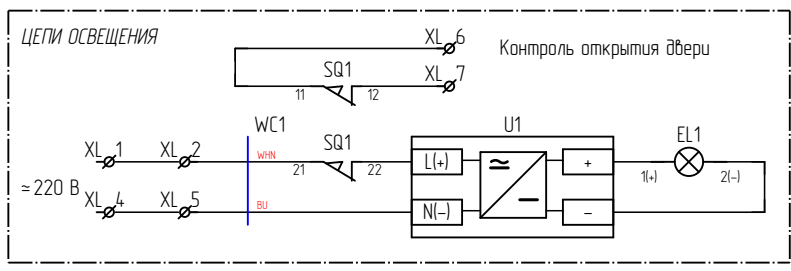 ЦЕПИ ОСВЕЩЕНИЯ
XL 6
Контроль открытия двери
SQ1
XL 7
11 12
WC1 SQ1 U1 EL1
XL 1 XL 2 WHN 21 22 L(+) + 1(+) 2(–)
≃220 В
XL 4 XL 5 BU N(–) –